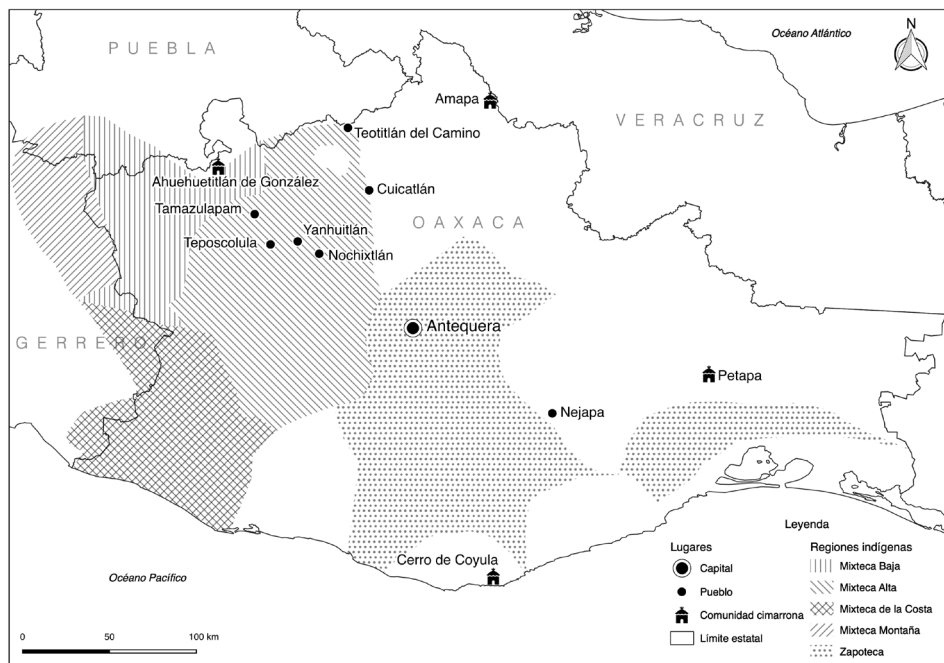 PUEBLA
Océano Atlántico
N
Amapa
VERACRUZ
Teotitlán del Camino
Ahuehuetitlán de González
Cuicatlán
Tamazulapam
OAXACA
Yanhuitlán
Teposcolula
Nochixtlán
Antequera
GERRERO
Petapa
Nejapa
Cerro de Coyula
Océano Pacífico
0 50 100 km
Leyenda
Lugares
Capital
Pueblo
Comunidad cimarrona
Límite estatal
Regiones indígenas
Mixteca Baja
Mixteca Alta
Mixteca de la Costa
Mixteca Montaña
Zapoteca